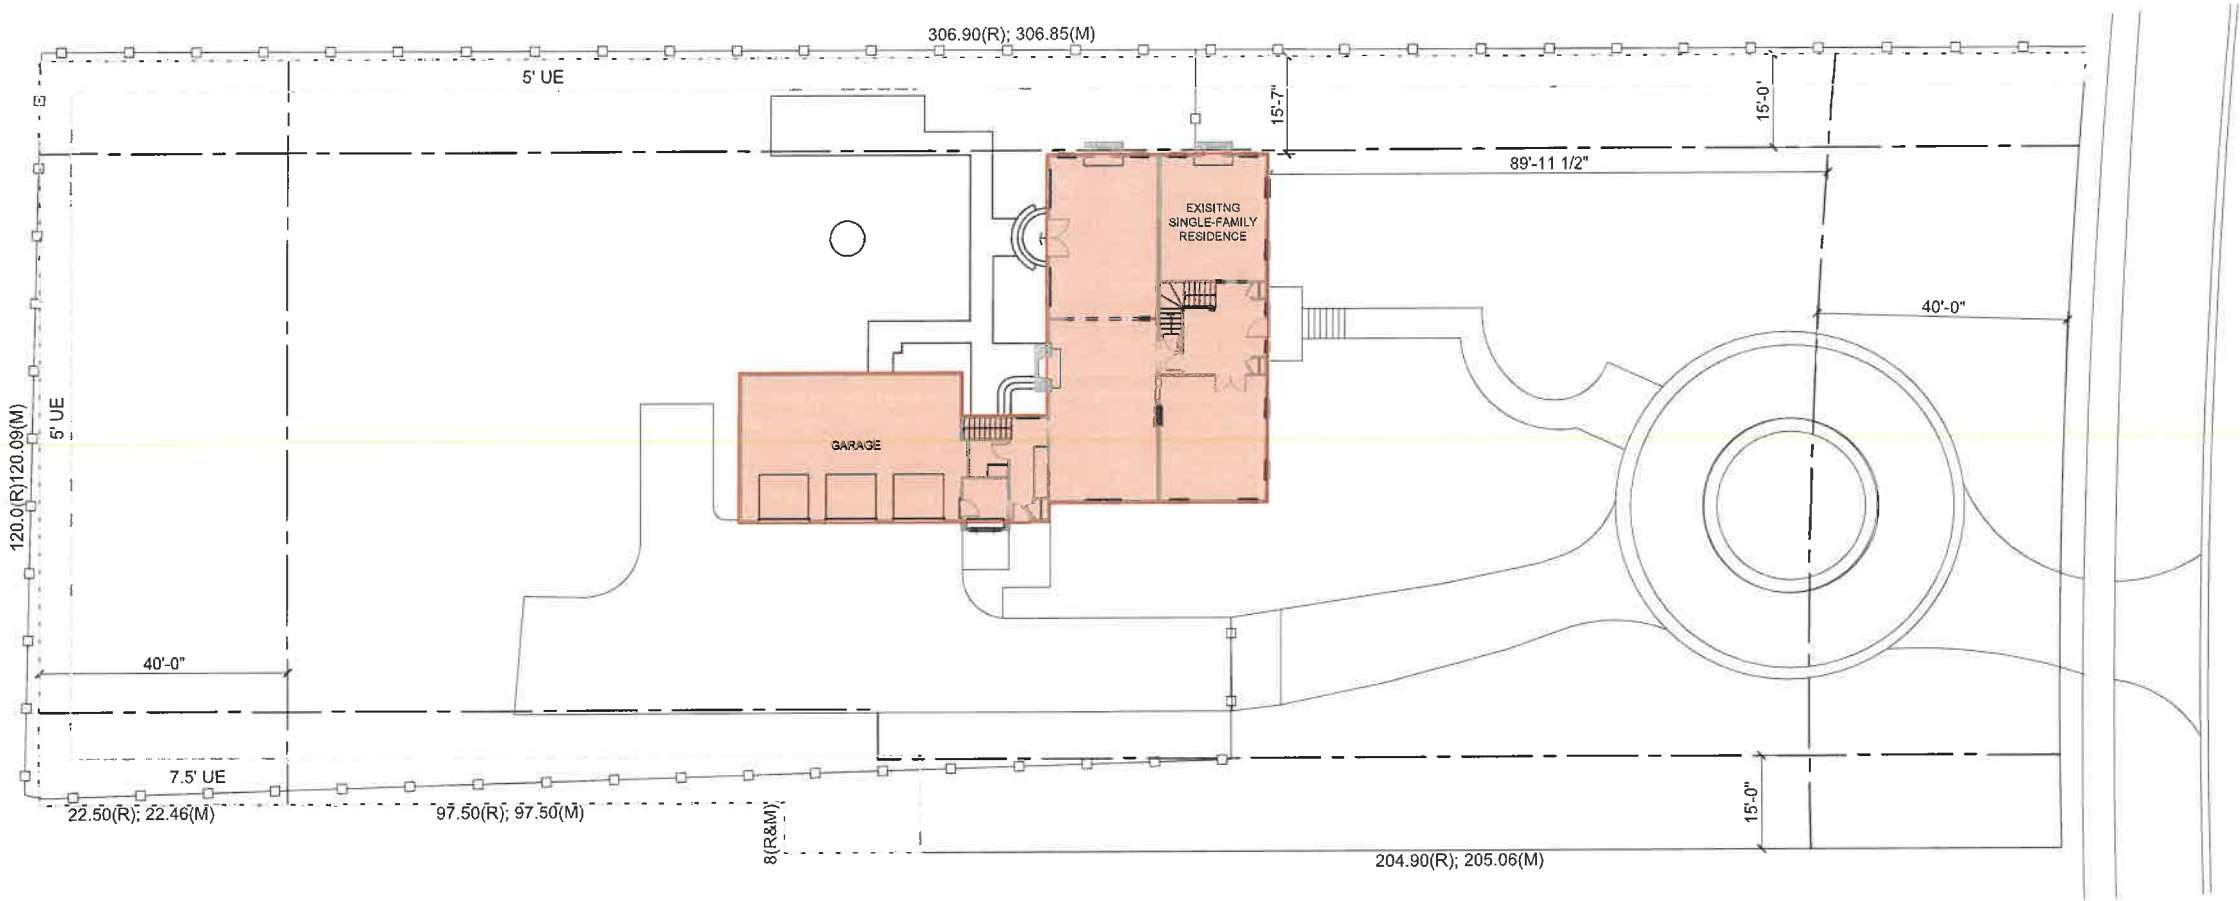 306.90(R); 306.85(M)
5' UE
15'-7"
15'-0"
89'-11 1/2"
EXISITNG
SINGLE-FAMILY
RESIDENCE
40'-0"
120.0(R)120.09(M)
5' UE
GARAGE
40'-0"
7.5' UE
22.50(R); 22.46(M)
97.50(R); 97.50(M)
8(R&M)
15'-0"
204.90(R); 205.06(M)